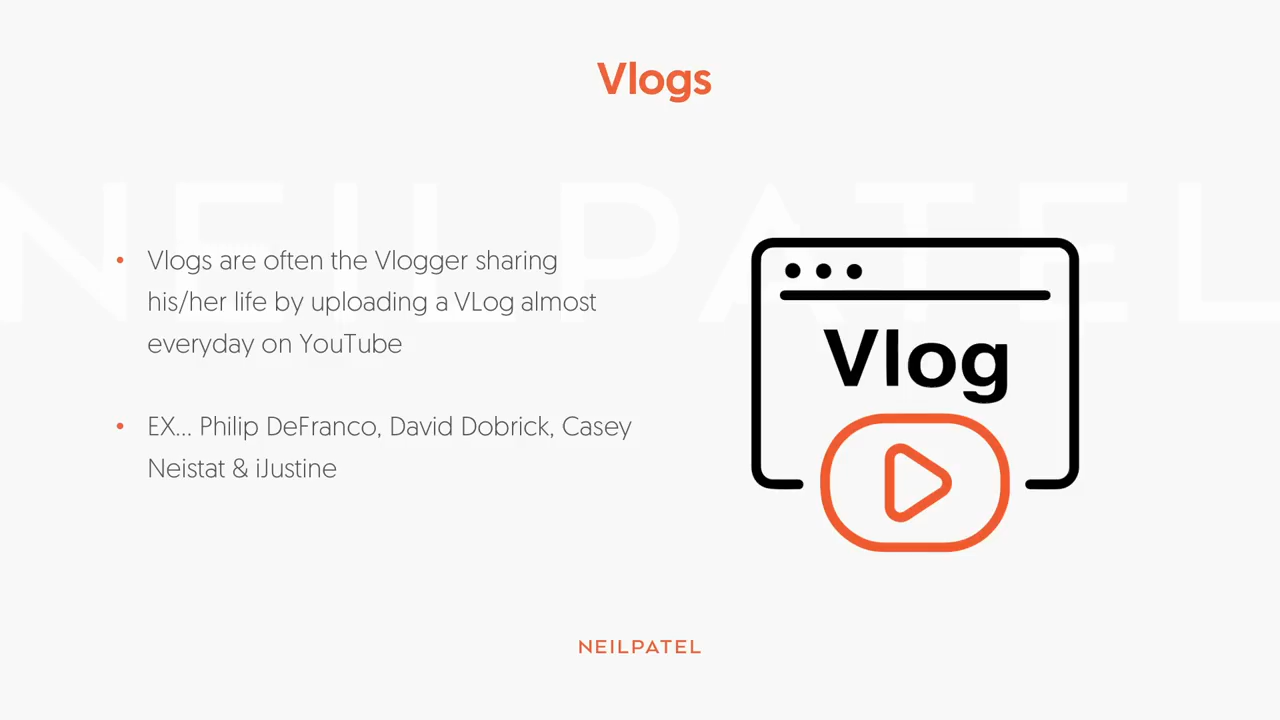 Vlogs
NEILPATEL
• Vlogs are often the Vlogger sharing
his/her life by uploading a VLog almost
everyday on YouTube
• EX... Philip DeFranco, David Dobrick, Casey
Neistat & iJustine
Vlog
NEILPATEL